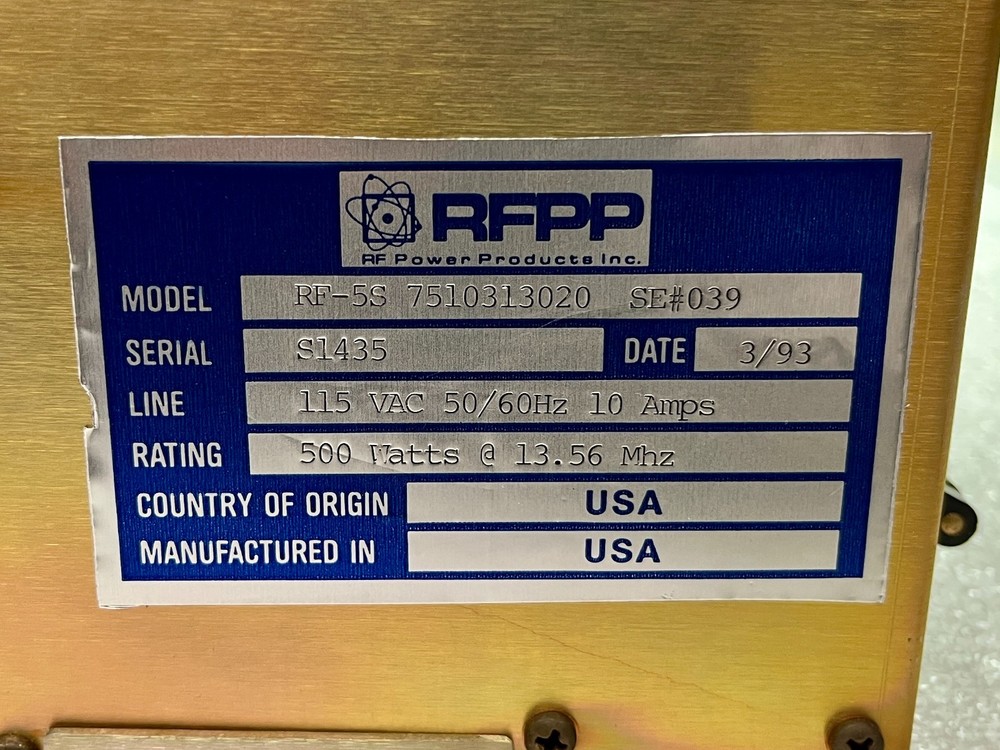 RFPP
RF Power Products Inc.
MODEL RF-5S 7510313020 SE#039
SERIAL S1435 DATE 3/93
LINE 115 VAC 50/60Hz 10 Amps
RATING 500 Watts @ 13.56 Mhz
COUNTRY OF ORIGIN USA
MANUFACTURED IN USA